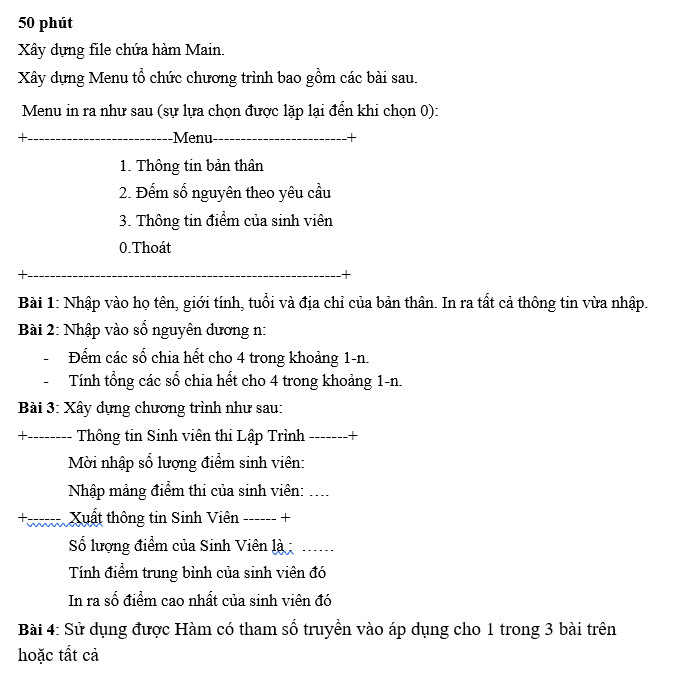 50 phút
Xây dựng file chứa hàm Main.
Xây dựng Menu tổ chức chương trình bao gồm các bài sau.
Menu in ra như sau (sự lựa chọn được lặp lại đến khi chọn 0):
+--------------------------Menu------------------------+
1. Thông tin bản thân
2. Đếm số nguyên theo yêu cầu
3. Thông tin điểm của sinh viên
0.Thoát
+--------------------------------------------------------+
Bài 1: Nhập vào họ tên, giới tính, tuổi và địa chỉ của bản thân. In ra tất cả thông tin vừa nhập.
Bài 2: Nhập vào số nguyên dương n:
- Đếm các số chia hết cho 4 trong khoảng 1-n.
- Tính tổng các số chia hết cho 4 trong khoảng 1-n.
Bài 3: Xây dựng chương trình như sau:
+-------- Thông tin Sinh viên thi Lập Trình -------+
Mời nhập số lượng điểm sinh viên:
Nhập mảng điểm thi của sinh viên: ….
+------ Xuất thông tin Sinh Viên ------ +
Số lượng điểm của Sinh Viên là : ……
Tính điểm trung bình của sinh viên đó
In ra số điểm cao nhất của sinh viên đó
Bài 4: Sử dụng được Hàm có tham số truyền vào áp dụng cho 1 trong 3 bài trên
hoặc tất cả